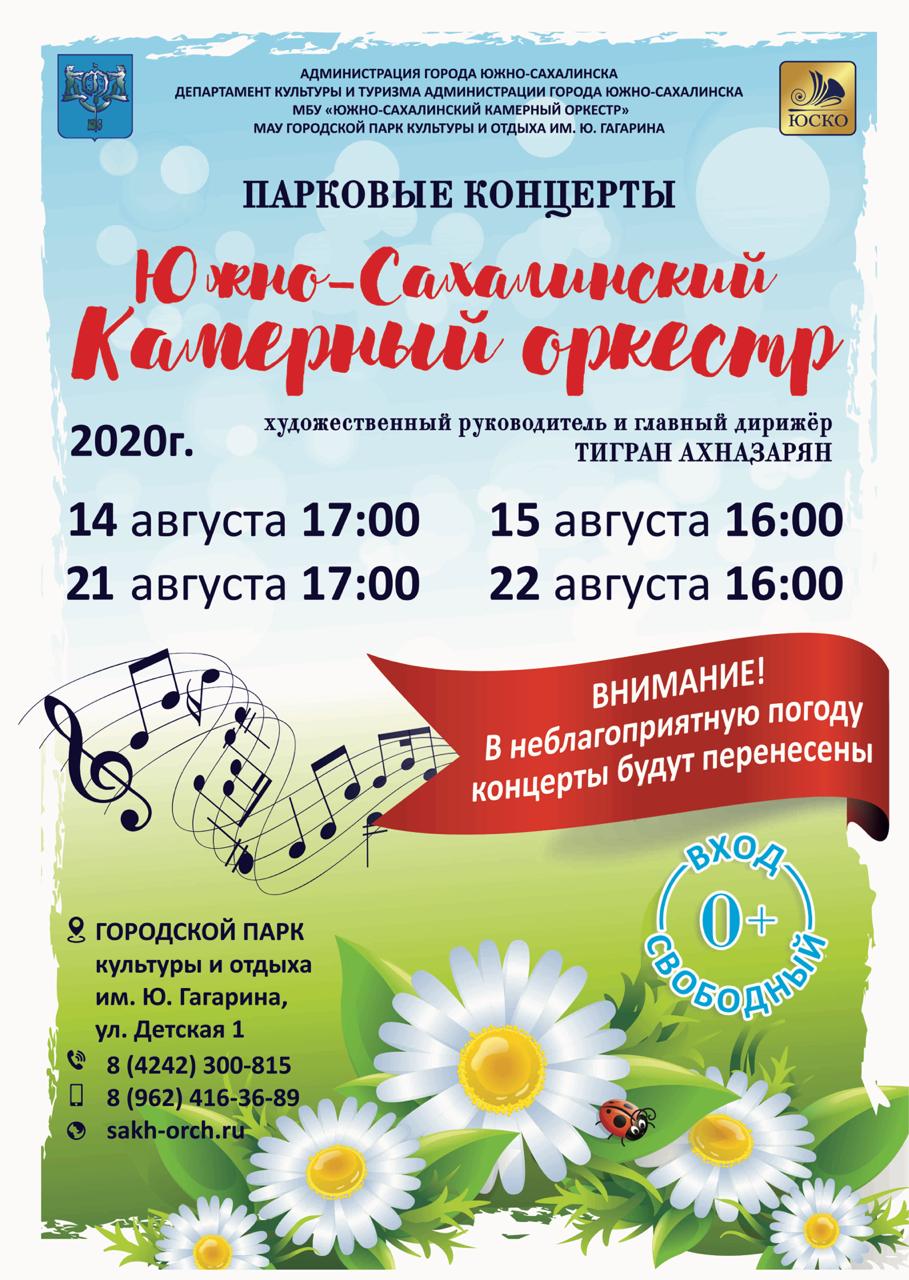 АДМИНИСТРАЦИЯ ГОРОДА ЮЖНО-САХАЛИНСКА
ДЕПАРТАМЕНТ КУЛЬТУРЫ И ТУРИЗМА АДМИНИСТРАЦИИ ГОРОДА ЮЖНО-САХАЛИНСКА
МБУ «ЮЖНО-САХАЛИНСКИЙ КАМЕРНЫЙ ОРКЕСТР»
МАУ ГОРОДСКОЙ ПАРК КУЛЬТУРЫ И ОТДЫХА ИМ. Ю. ГАГАРИНА
ЮСКО
ПАРКОВЫЕ КОНЦЕРТЫ
Южно-Сахалинский
Камерный оркестр
художественный руководитель и главный дирижёр
ТИГРАН АХНАЗАРЯН
2020г.
14 августа 17:00 15 августа 16:00
21 августа 17:00 22 августа 16:00
ВНИМАНИЕ!
В неблагоприятную погоду
концерты будут перенесены
ВХОД
0+
СВОБОДНЫЙ
ГОРОДСКОЙ ПАРК
культуры и отдыха
им. Ю. Гагарина,
ул. Детская 1
8 (4242) 300-815
8 (962) 416-36-89
sakh-orch.ru